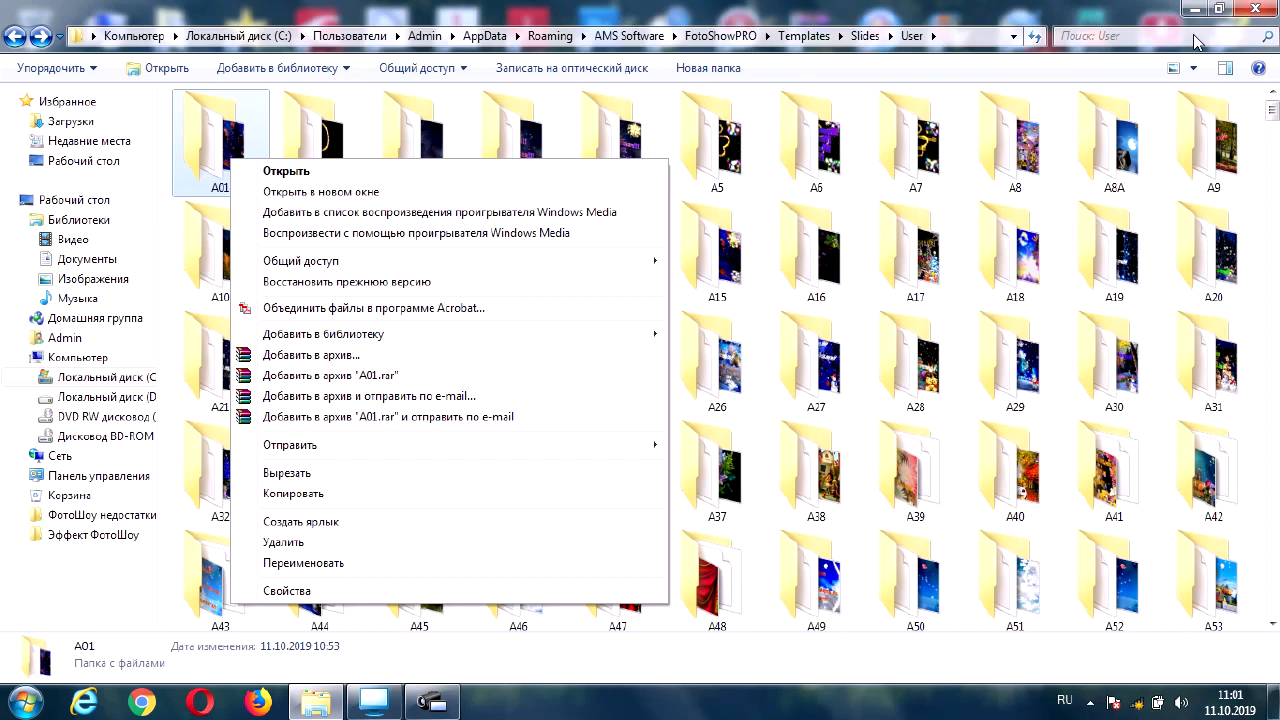 Компьютер Локальный диск (C:) Пользователи Admin AppData Roaming AMS Software FotoShowPRO Templates Slides User Поиск: User
Упорядочить Открыть Добавить в библиотеку Общий доступ Записать на оптический диск Новая папка
Избранное
Загрузки
Недавние места
Рабочий стол
Рабочий стол
Библиотеки
Видео
Документы
Изображения
Музыка
Домашняя группа
Admin
Компьютер
Локальный диск (C
Локальный диск (D
DVD RW дисковод (
Дисковод BD-ROM
Сеть
Панель управления
Корзина
ФотоШоу недостатки
Эффект ФотоШоу
A01 A5 A6 A7 A8 A8A A9
A10 A15 A16 A17 A18 A19 A20
A21 A26 A27 A28 A29 A30 A31
A32 A37 A38 A39 A40 A41 A42
A43 A44 A45 A46 A47 A48 A49 A50 A51 A52 A53
Открыть
Открыть в новом окне
Добавить в список воспроизведения проигрывателя Windows Media
Воспроизвести с помощью проигрывателя Windows Media
Общий доступ
Восстановить прежнюю версию
Объединить файлы в программе Acrobat...
Добавить в библиотеку
Добавить в архив...
Добавить в архив "A01.rar"
Добавить в архив и отправить по e-mail...
Добавить в архив "A01.rar" и отправить по e-mail
Отправить
Вырезать
Копировать
Создать ярлык
Удалить
Переименовать
Свойства
A01 Дата изменения: 11.10.2019 10:53
Папка с файлами
RU 11:01
11.10.2019